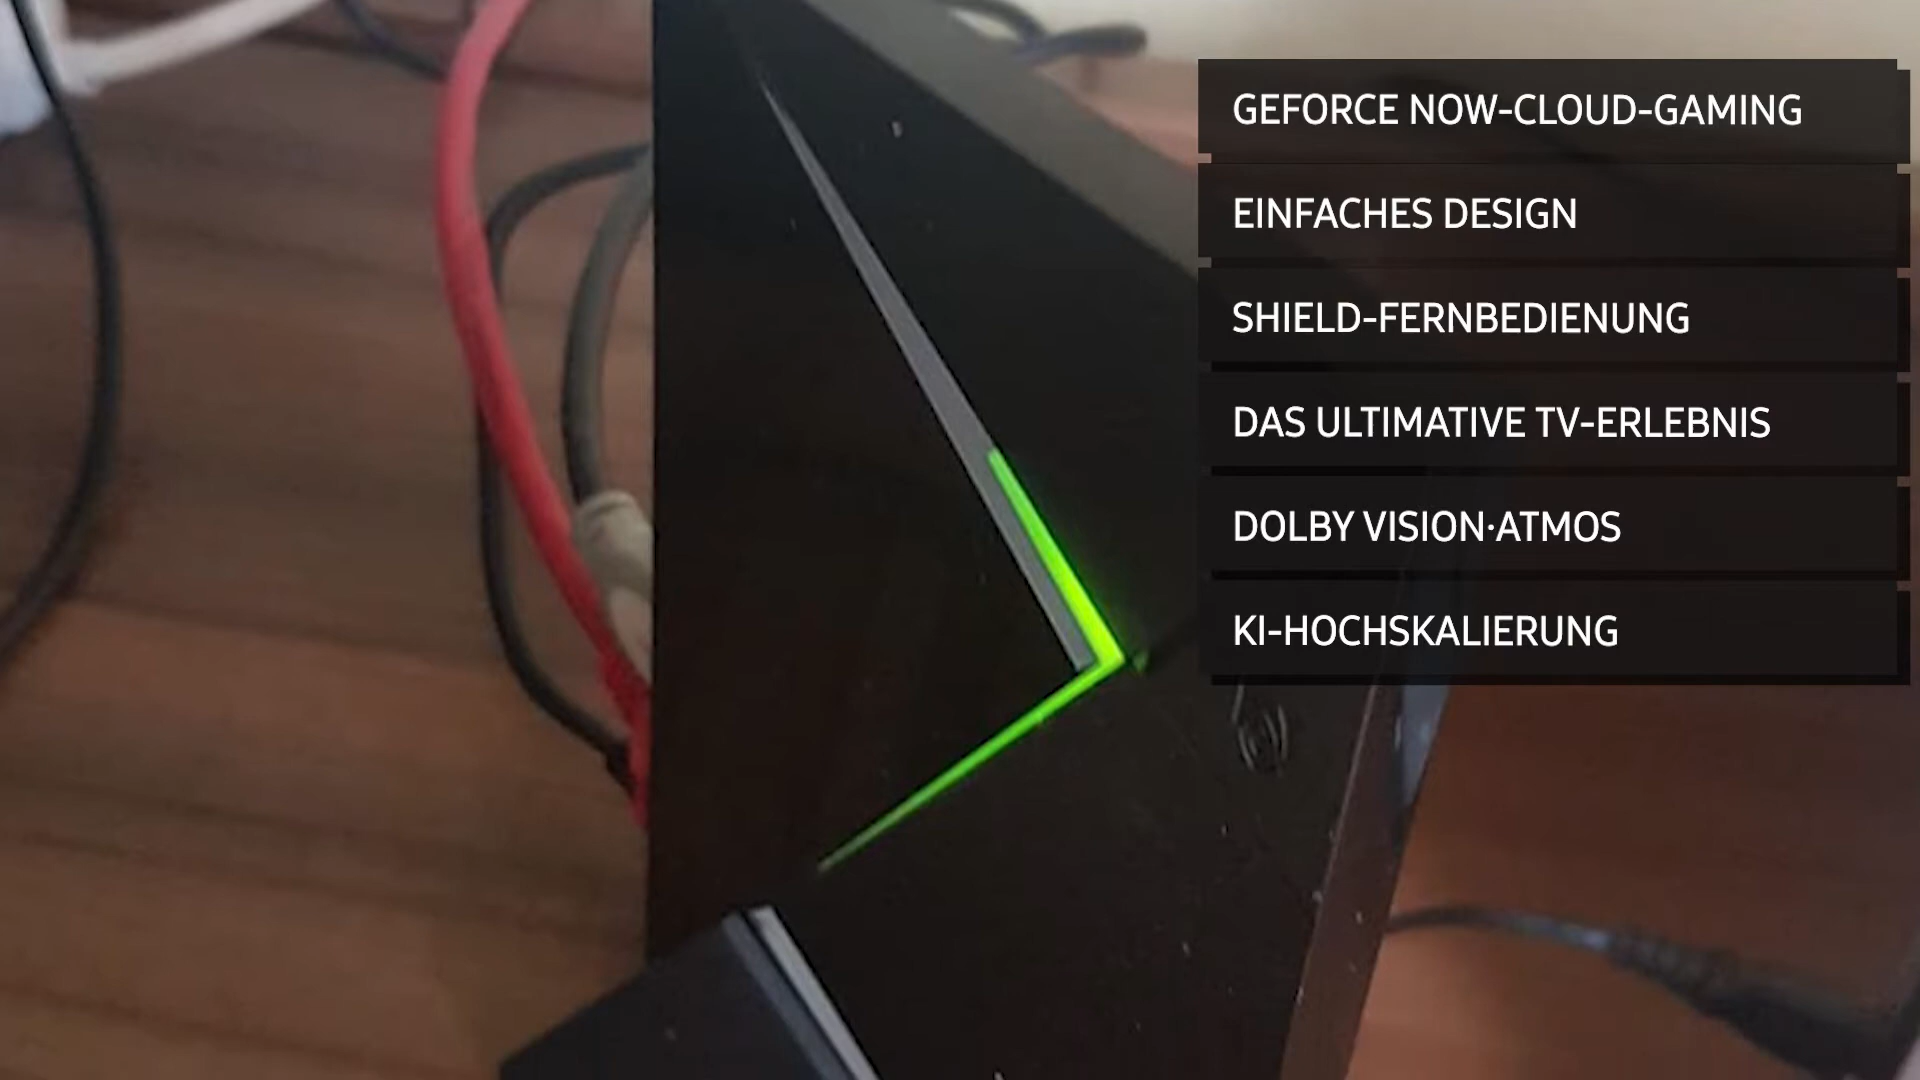 GEFORCE NOW-CLOUD-GAMING
EINFACHES DESIGN
SHIELD-FERNBEDIENUNG
DAS ULTIMATIVE TV-ERLEBNIS
DOLBY VISION·ATMOS
KI-HOCHSKALIERUNG